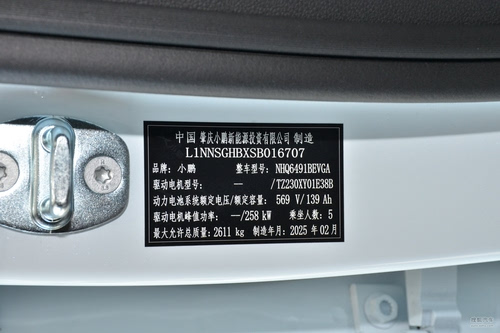 中国 肇庆小鹏新能源投资有限公司 制造
L1NNSGHBXSB016707
品牌：小鹏 整车型号：NHQ6491BEVGA
驱动电机型号： — /TZ230XY01E38B
动力电池系统额定电压/额定容量：569 V/139 Ah
驱动电机峰值功率：—/258 kW 乘坐人数：5
最大允许总质量：2611 kg 制造年月：2025 年 02 月